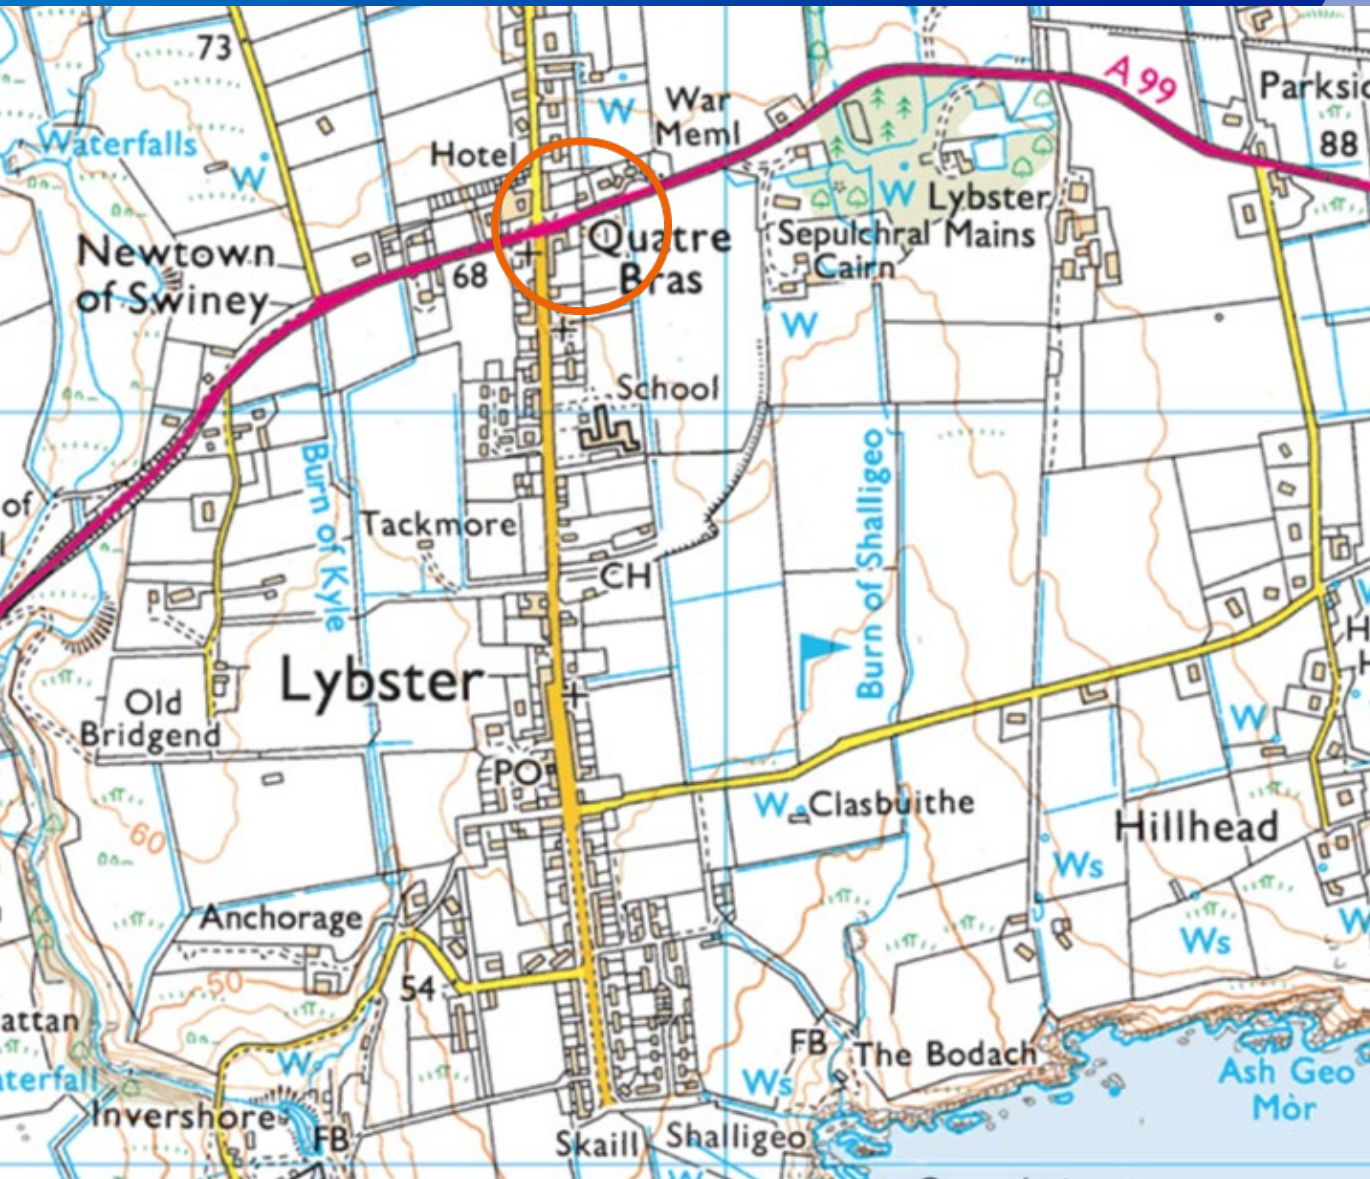 73
A 99
Parksi
War
Meml
W
Hotel
88
Waterfalls
W
W
Lybster
Mains
Quatre
Bras
Sepulchral
Cairn
Newtown
of Swiney
68
W
School
of
Burn of Kyle
Tackmore
Burn of Shalligeo
CH
Lybster
Old
Bridgend
W
PO
W
Clasbuithe
Hillhead
60
Ws
Anchorage
W
Ws
50
54
attan
FB
The Bodach
Ash Geo
Mòr
aterfall
W
Ws
Invershore
FB
Skaill
Shalligeo
W